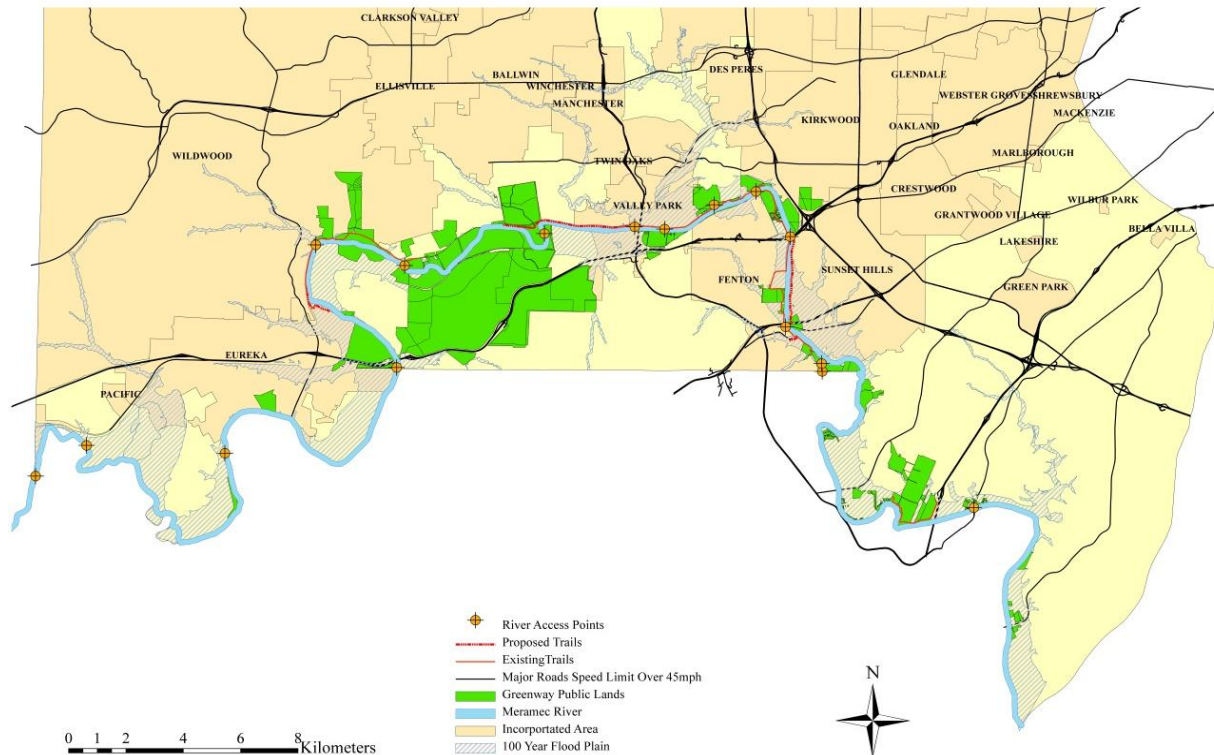 CLARKSON VALLEY
DES PERES
BALLWIN
GLENDALE
ELLISVILLE
WINCHESTER
WEBSTER GROVES
SHREWSBURY
MANCHESTER
MACKENZIE
KIRKWOOD
OAKLAND
WILDWOOD
MARLBOROUGH
TWIN OAKS
CRESTWOOD
WILBUR PARK
VALLEY PARK
GRANTWOOD VILLAGE
BELLA VILLA
LAKESHIRE
SUNSET HILLS
FENTON
GREEN PARK
EUREKA
PACIFIC
River Access Points
Proposed Trails
ExistingTrails
Major Roads Speed Limit Over 45mph
Greenway Public Lands
Meramec River
Incorportated Area
100 Year Flood Plain
N
0 1 2 4 6 8
Kilometers